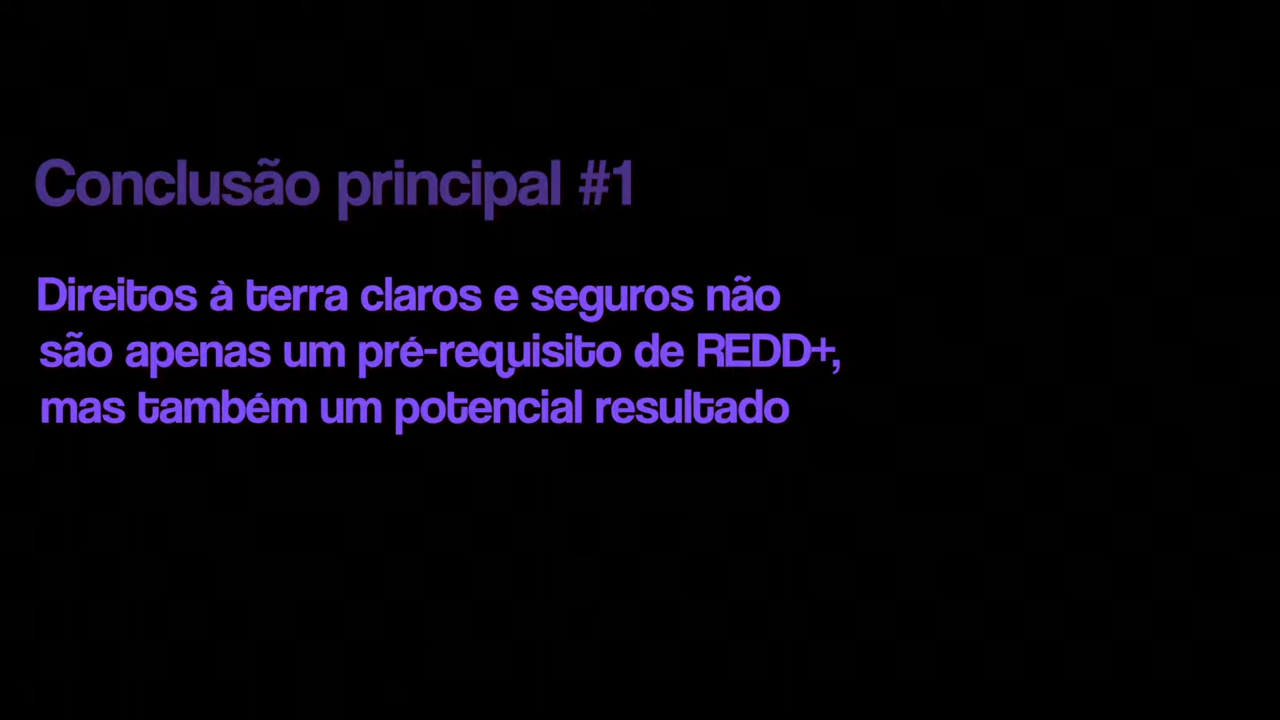 Conclusão principal #1
Direitos à terra claros e seguros não
são apenas um pré-requisito de REDD+,
mas também um potencial resultado